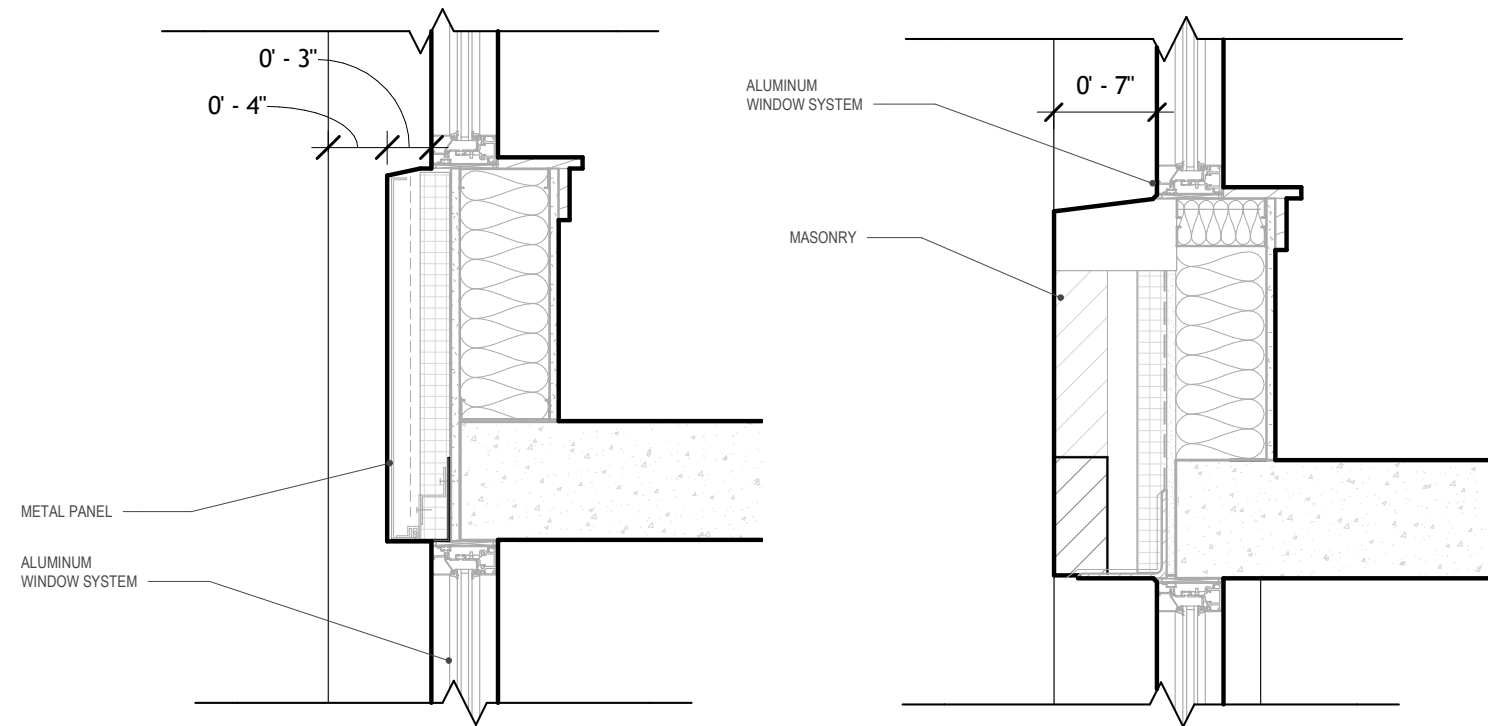 0' - 3"
0' - 4"
METAL PANEL
ALUMINUM
WINDOW SYSTEM
ALUMINUM
WINDOW SYSTEM
0' - 7"
MASONRY